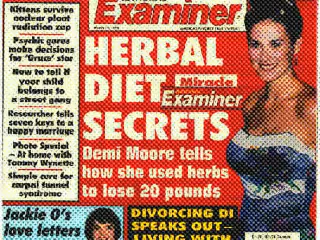 Examiner
Kittens survive
nuclear plant
radiation zap
Psychic gave
make decisions
for 'Grace' star
How to tell if
your child
belongs to
a street gang
Researcher tells
seven keys to a
happy marriage
Photo Special
- At home with
Tammy Wynette
Simple cure for
carpal tunnel
syndrome
HERBAL
DIET
SECRETS
Miracle
Examiner
Demi Moore tells
how she used herbs
to lose 20 pounds
Jackie O's
love letters
DIVORCING DI
SPEAKS OUT –
LIVING WITH